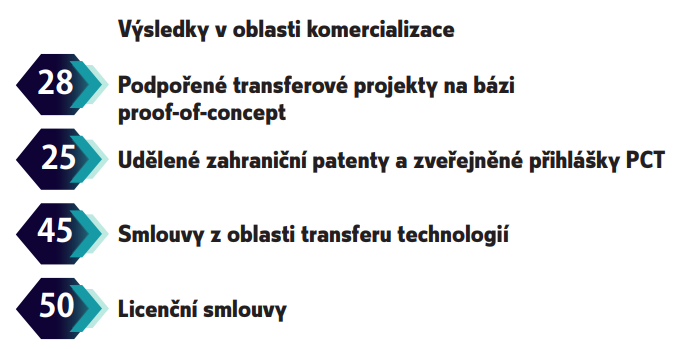 Výsledky v oblasti komercializace
28 Podpořené transferové projekty na bázi
proof-of-concept
25 Udělené zahraniční patenty a zveřejněné přihlášky PCT
45 Smlouvy z oblasti transferu technologií
50 Licenční smlouvy